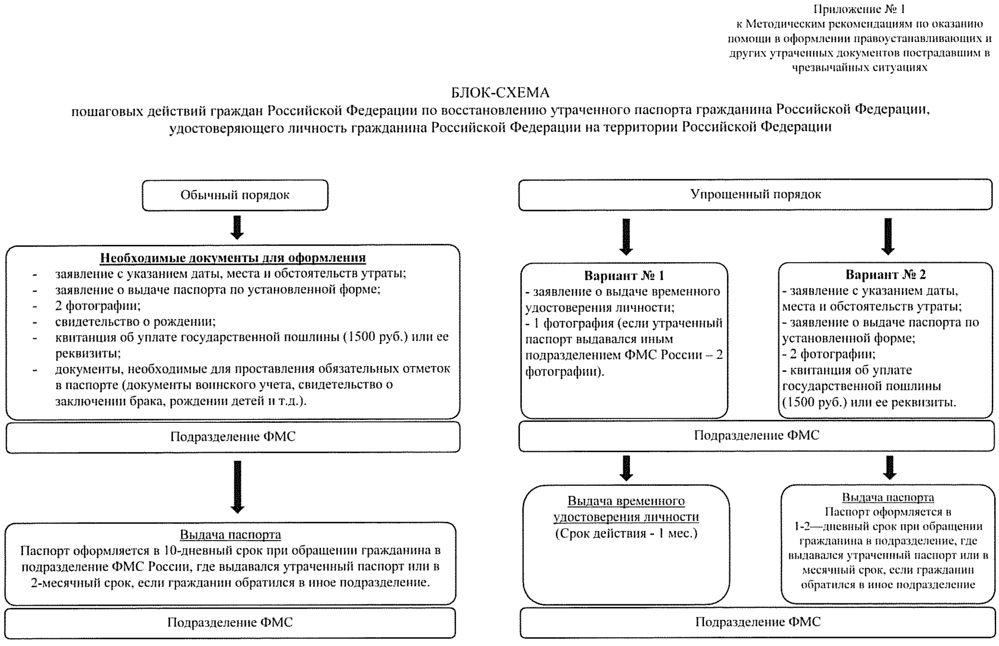 Приложение № 1
к Методическим рекомендациям по оказанию
помощи в оформлении правоустанавливающих и
других утраченных документов пострадавшим в
чрезвычайных ситуациях
БЛОК-СХЕМА
пошаговых действий граждан Российской Федерации по восстановлению утраченного паспорта гражданина Российской Федерации,
удостоверяющего личность гражданина Российской Федерации на территории Российской Федерации
Обычный порядок
Необходимые документы для оформления
- заявление с указанием даты, места и обстоятельств утраты;
- заявление о выдаче паспорта по установленной форме;
- 2 фотографии;
- свидетельство о рождении;
- квитанция об уплате государственной пошлины (1500 руб.) или ее
реквизиты;
- документы, необходимые для проставления обязательных отметок
в паспорте (документы воинского учета, свидетельство о
заключении брака, рождении детей и т.д.).
Подразделение ФМС
Выдача паспорта
Паспорт оформляется в 10-дневный срок при обращении гражданина в
подразделение ФМС России, где выдавался утраченный паспорт или в
2-месячный срок, если гражданин обратился в иное подразделение.
Подразделение ФМС
Упрощенный порядок
Вариант № 1
- заявление о выдаче временного
удостоверения личности;
- 1 фотография (если утраченный
паспорт выдавался иным
подразделением ФМС России – 2
фотографии).
Вариант № 2
- заявление с указанием даты,
места и обстоятельств утраты;
- заявление о выдаче паспорта по
установленной форме;
- 2 фотографии;
- квитанция об уплате
государственной пошлины
(1500 руб.) или ее реквизиты.
Подразделение ФМС
Выдача временного
удостоверения личности
(Срок действия - 1 мес.)
Выдача паспорта
Паспорт оформляется в
1-2—дневный срок при обращении
гражданина в подразделение, где
выдавался утраченный паспорт или в
месячный срок, если гражданин
обратился в иное подразделение
Подразделение ФМС